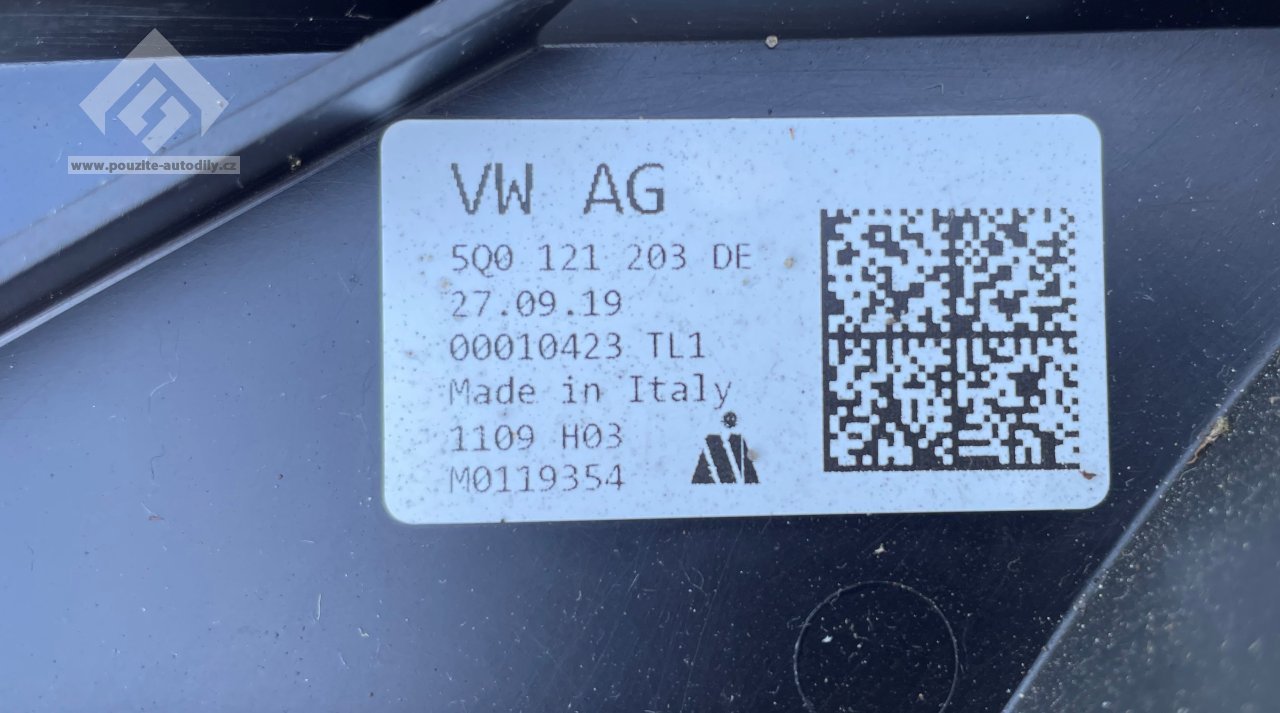 www.pouzite-autodily.cz
VW AG
5Q0 121 203 DE
27.09.19
00010423 TL1
Made in Italy
1109 H03
M0119354